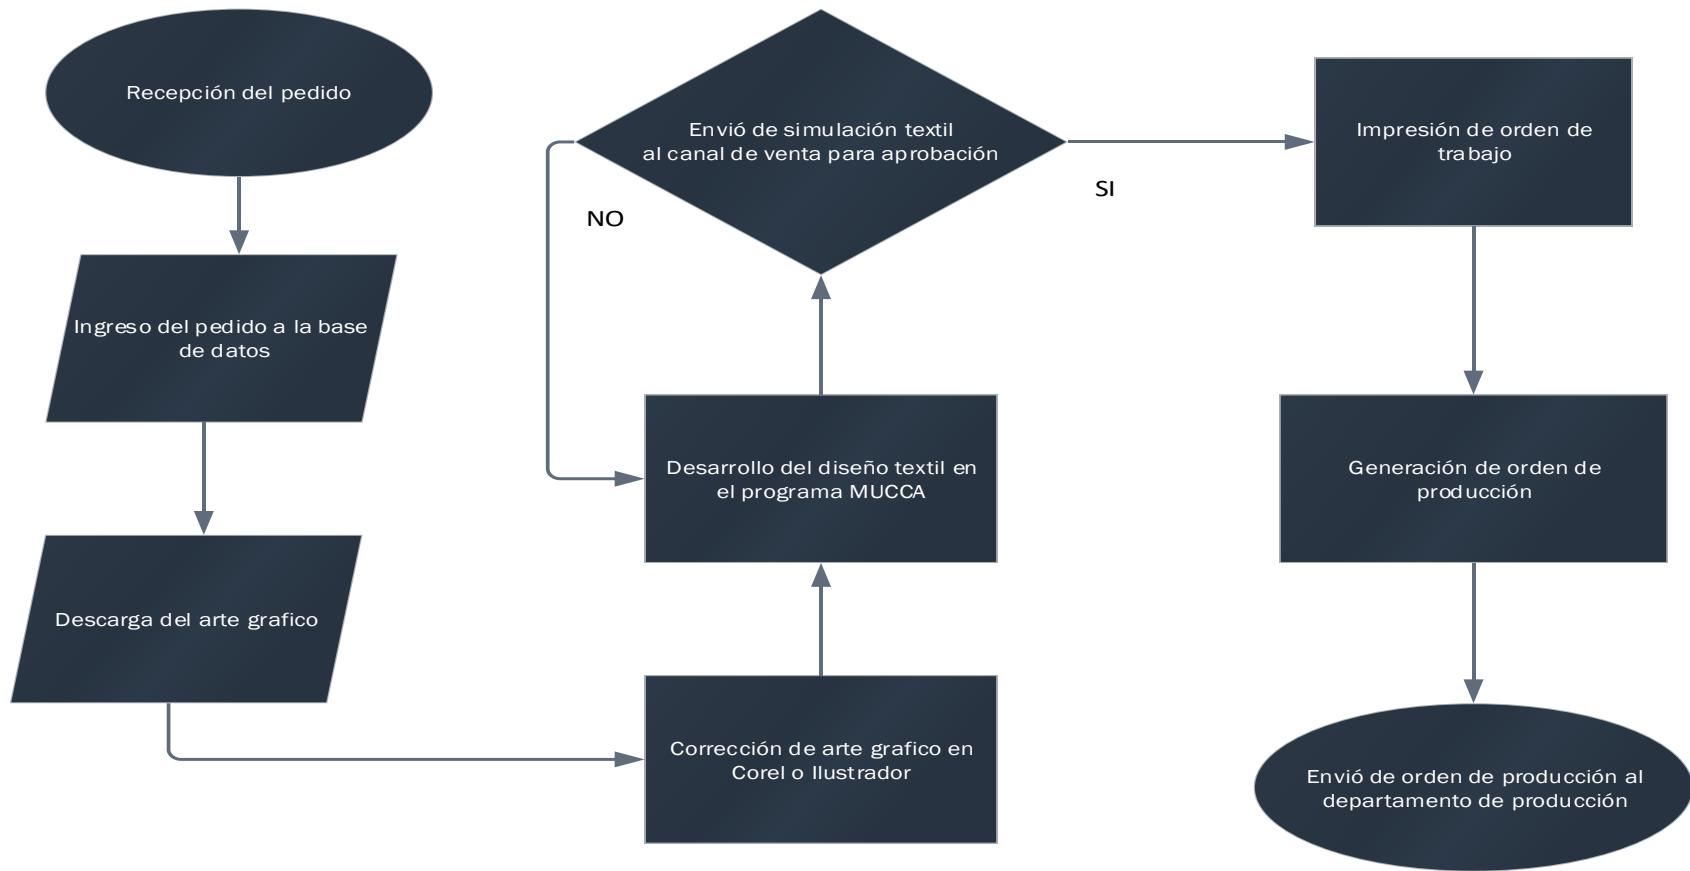 Recepción del pedido
Ingreso del pedido a la base
de datos
Descarga del arte grafico
Corrección de arte grafico en
Corel o Ilustrador
Desarrollo del diseño textil en
el programa MUCCA
Envió de simulación textil
al canal de venta para aprobación
NO
SI
Impresión de orden de
trabajo
Generación de orden de
producción
Envió de orden de producción al
departamento de producción